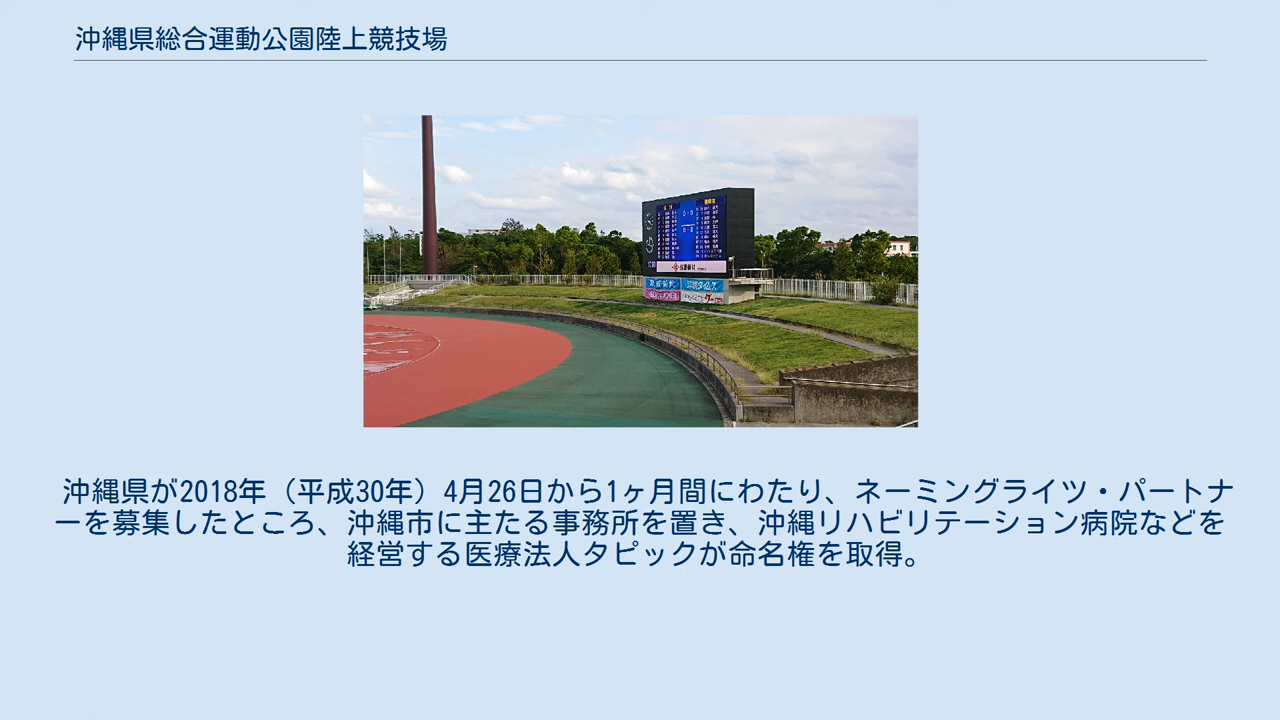 沖縄県総合運動公園陸上競技場
沖縄県が2018年（平成30年）4月26日から1ヶ月間にわたり、ネーミングライツ・パートナ
ーを募集したところ、沖縄市に主たる事務所を置き、沖縄リハビリテーション病院などを
経営する医療法人タピックが命名権を取得。